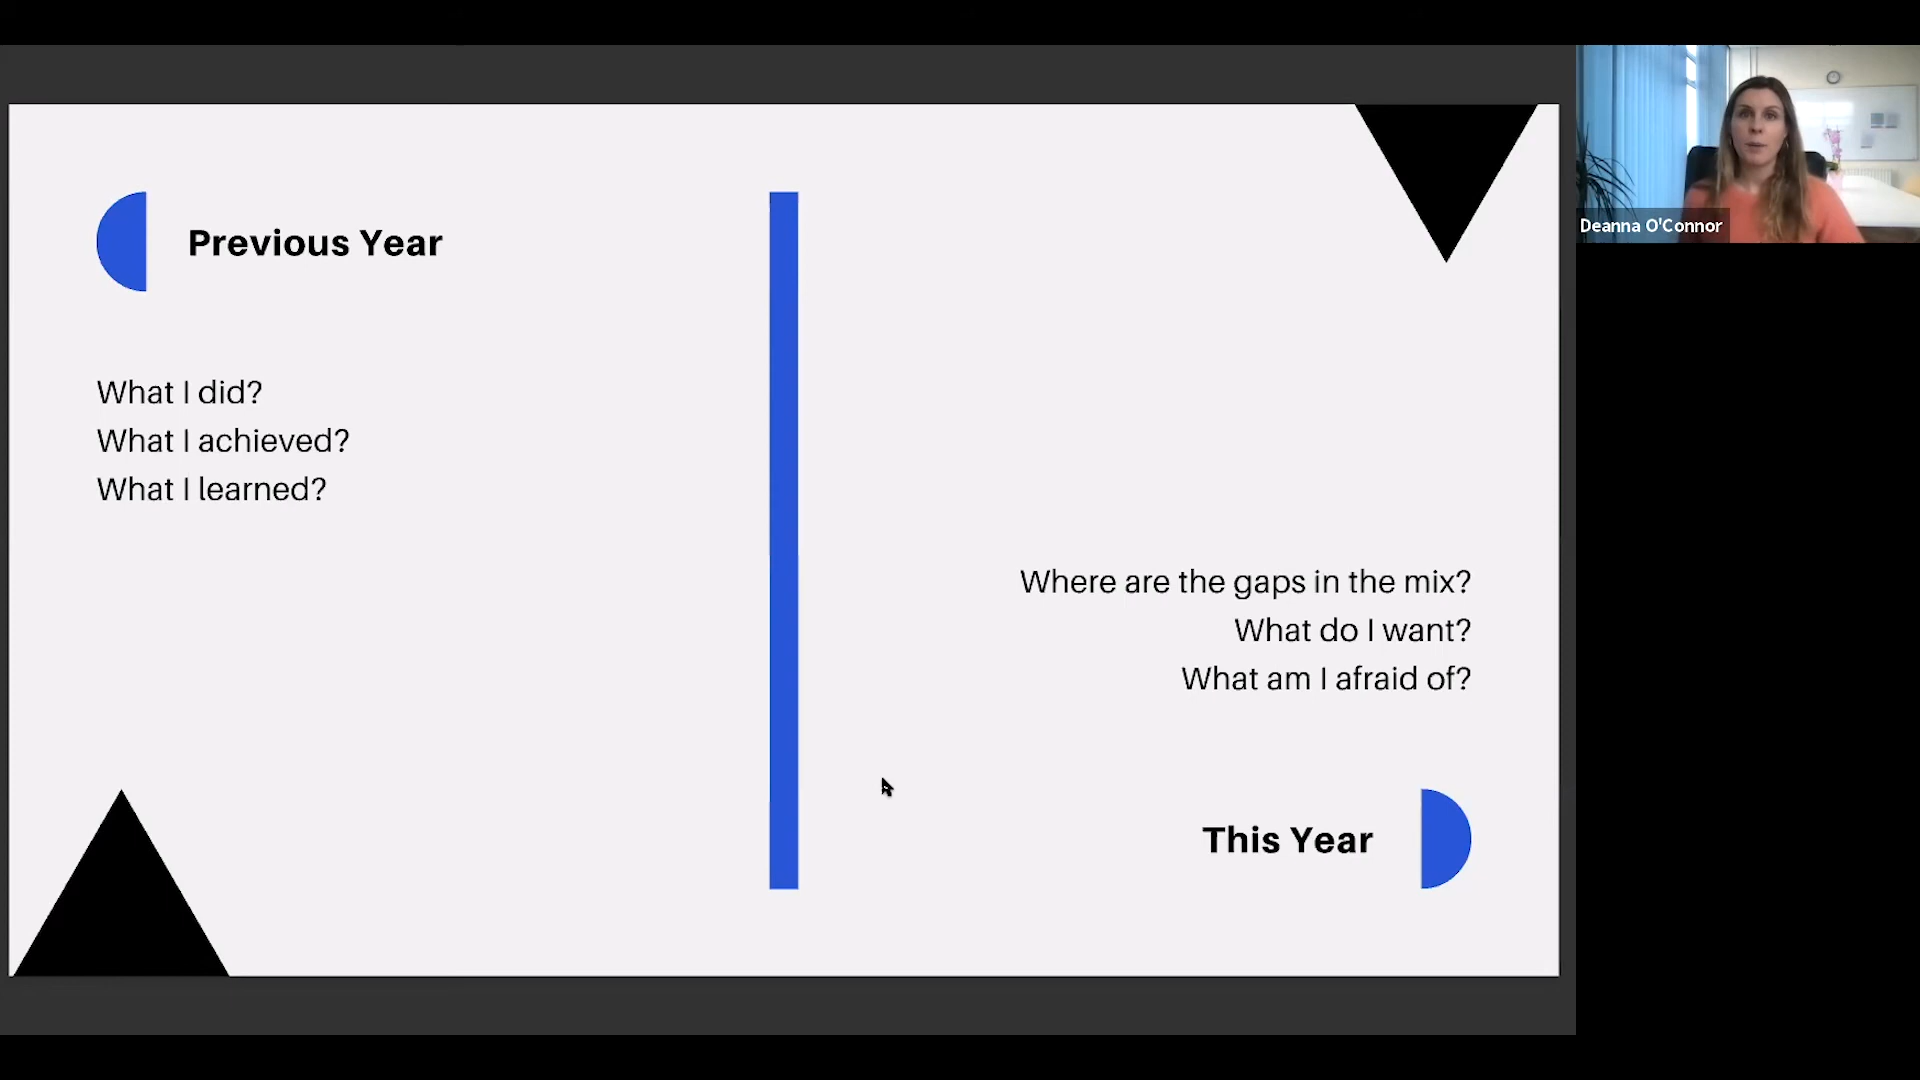 Previous Year
What I did?
What I achieved?
What I learned?
Where are the gaps in the mix?
What do I want?
What am I afraid of?
This Year
Deanna O'Connor